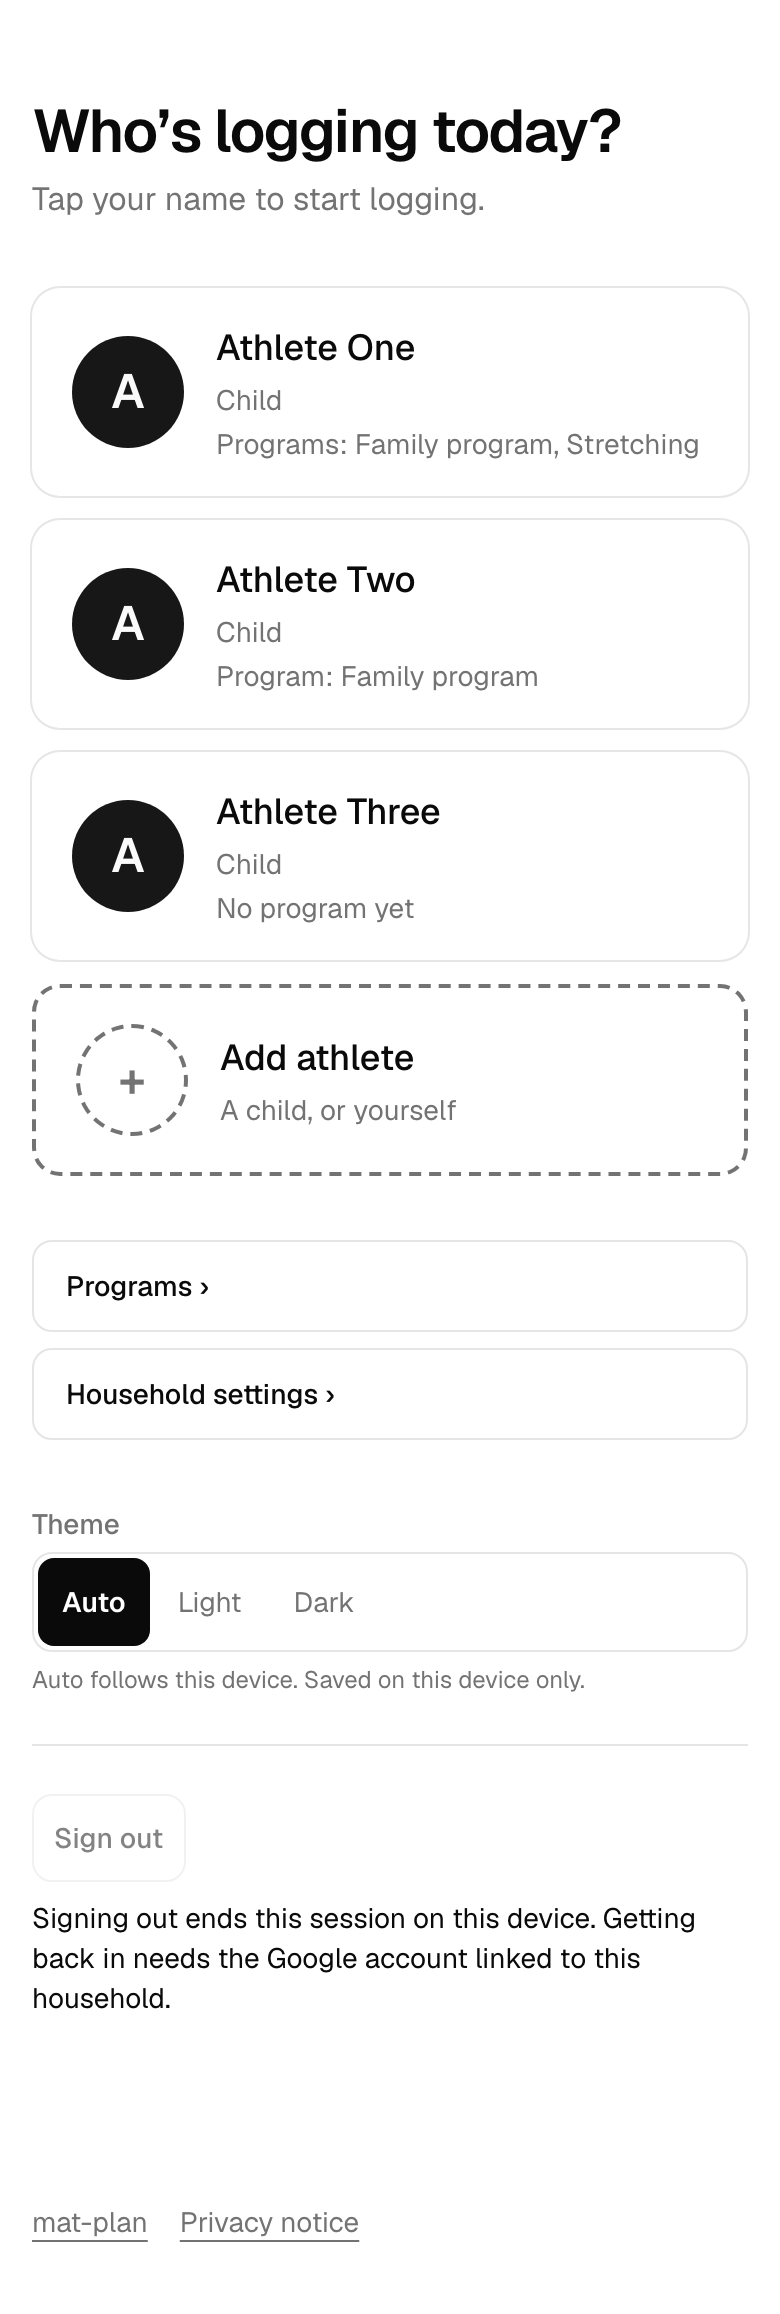 Who’s logging today?
Tap your name to start logging.
A
Athlete One
Child
Programs: Family program, Stretching
A
Athlete Two
Child
Program: Family program
A
Athlete Three
Child
No program yet
+
Add athlete
A child, or yourself
Programs ›
Household settings ›
Theme
Auto Light Dark
Auto follows this device. Saved on this device only.
Sign out
Signing out ends this session on this device. Getting
back in needs the Google account linked to this
household.
mat-plan Privacy notice